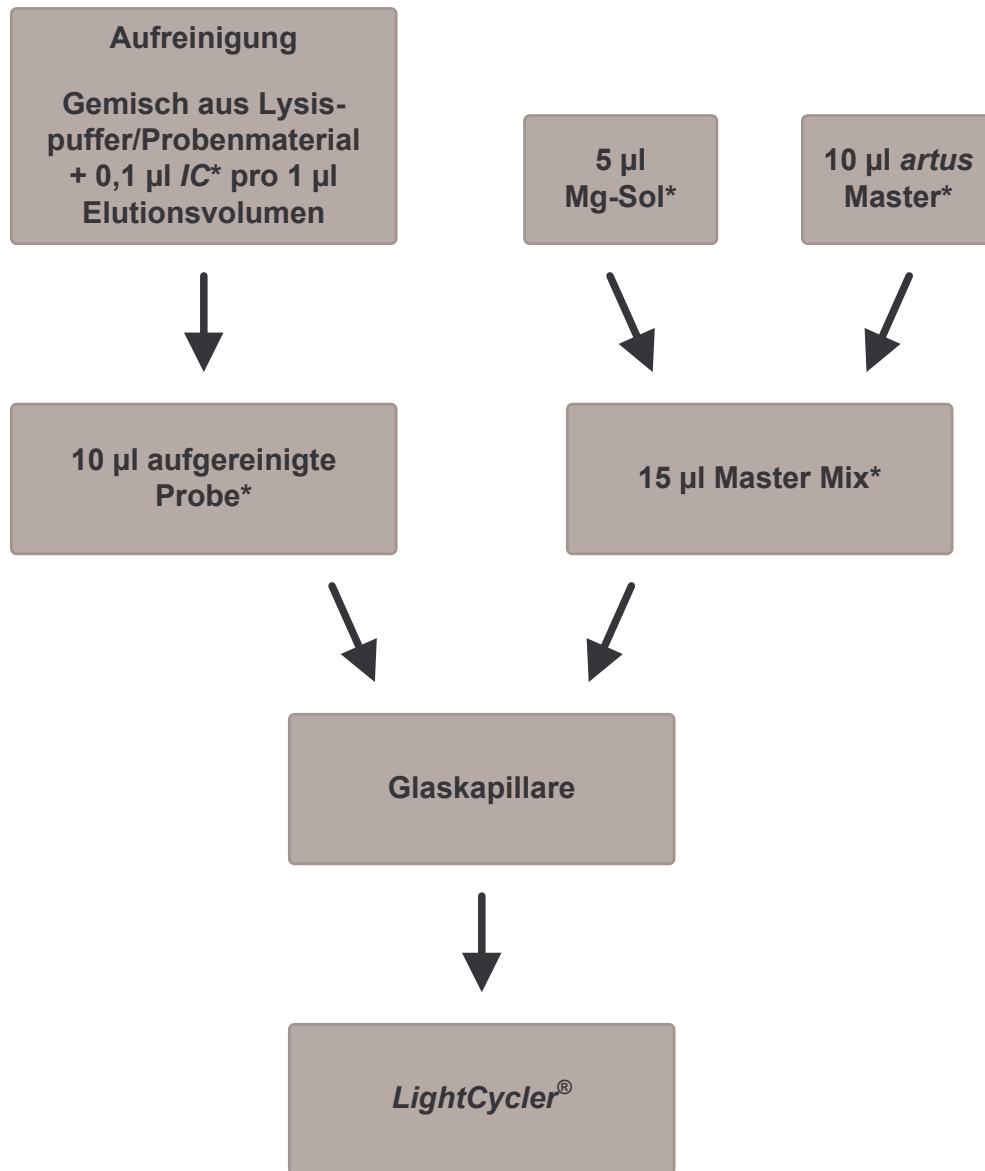 Aufreinigung
Gemisch aus Lysis-
puffer/Probenmaterial
+ 0,1 µl IC* pro 1 µl
Elutionsvolumen
5 µl
Mg-Sol*
10 µl artus
Master*
10 µl aufgereinigte
Probe*
15 µl Master Mix*
Glaskapillare
LightCycler®